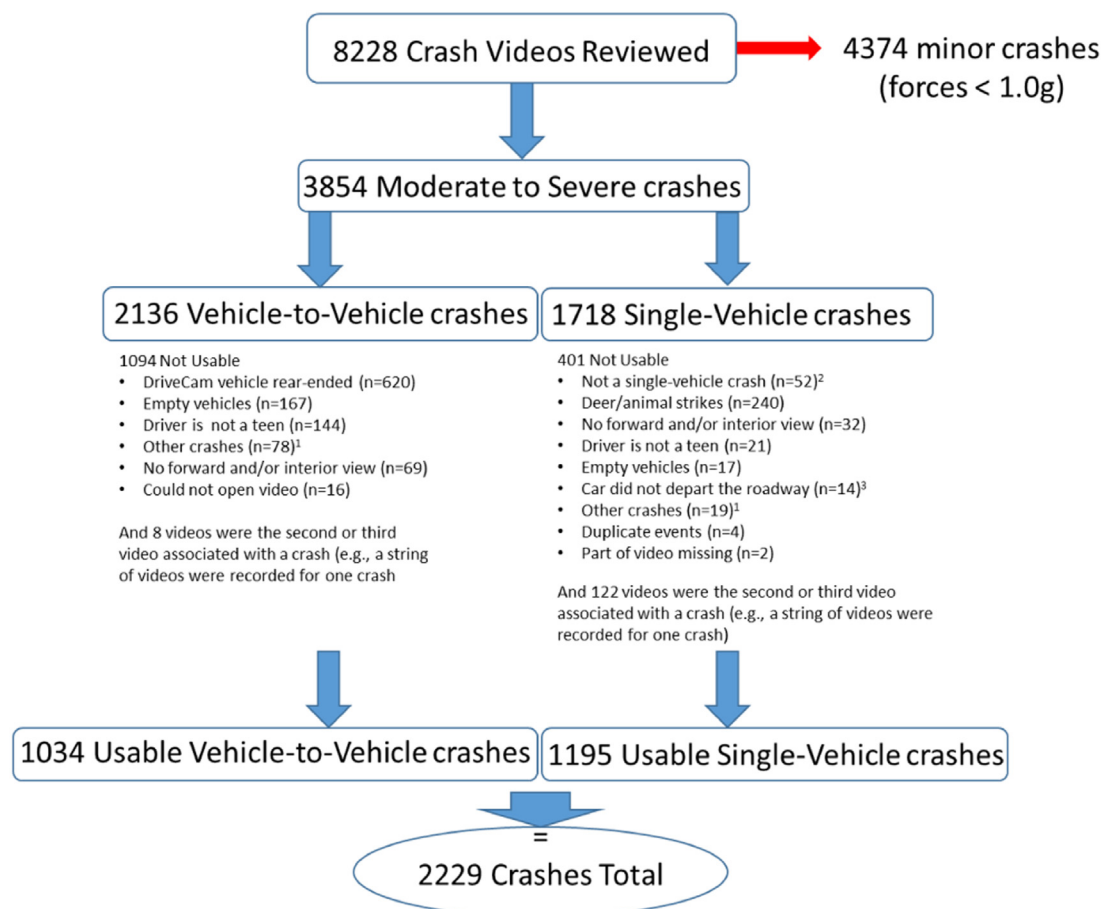 8228 Crash Videos Reviewed
4374 minor crashes
(forces < 1.0g)
3854 Moderate to Severe crashes
2136 Vehicle-to-Vehicle crashes
1094 Not Usable
• DriveCam vehicle rear-ended (n=620)
• Empty vehicles (n=167)
• Driver is not a teen (n=144)
• Other crashes (n=78)¹
• No forward and/or interior view (n=69)
• Could not open video (n=16)
And 8 videos were the second or third
video associated with a crash (e.g., a string
of videos were recorded for one crash
1718 Single-Vehicle crashes
401 Not Usable
• Not a single-vehicle crash (n=52)²
• Deer/animal strikes (n=240)
• No forward and/or interior view (n=32)
• Driver is not a teen (n=21)
• Empty vehicles (n=17)
• Car did not depart the roadway (n=14)³
• Other crashes (n=19)¹
• Duplicate events (n=4)
• Part of video missing (n=2)
And 122 videos were the second or third video
associated with a crash (e.g., a string of videos were
recorded for one crash)
1034 Usable Vehicle-to-Vehicle crashes
1195 Usable Single-Vehicle crashes
=
2229 Crashes Total